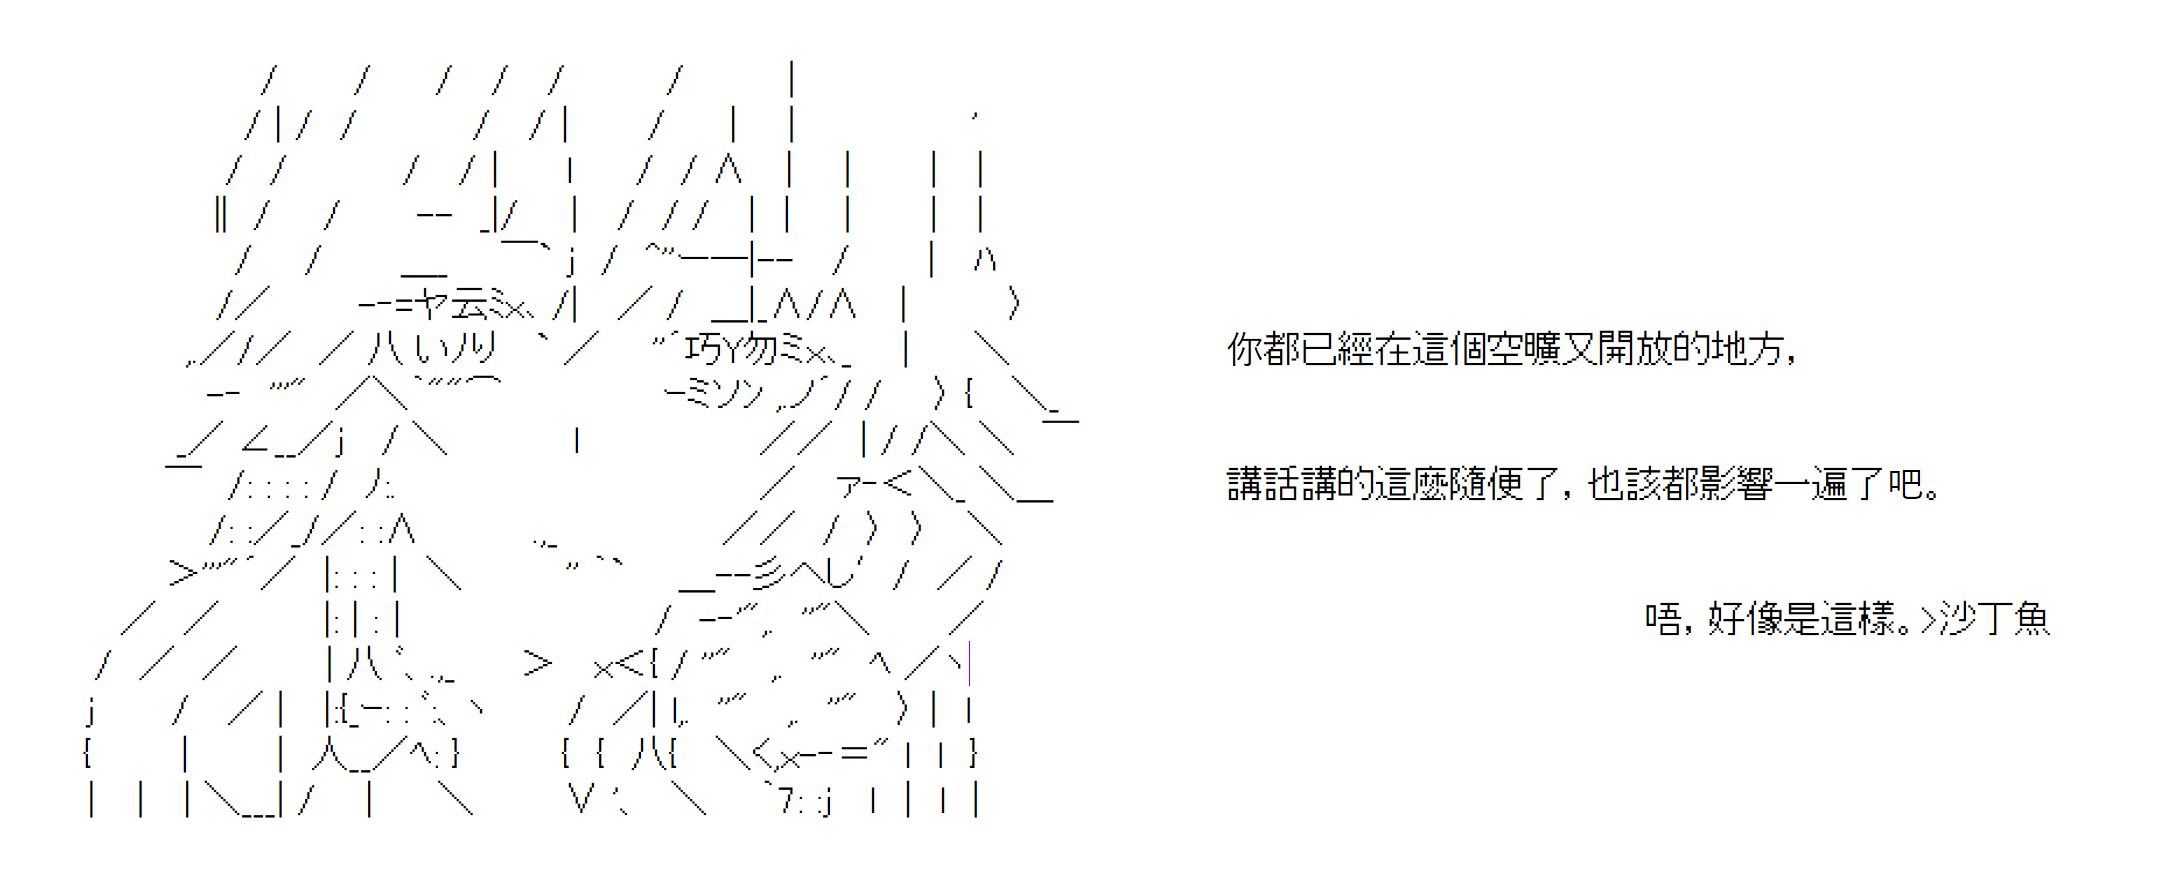 你都已經在這個空曠又開放的地方，
講話講的這麼隨便了，也該都影響一遍了吧。
唔，好像是這樣。>沙丁魚